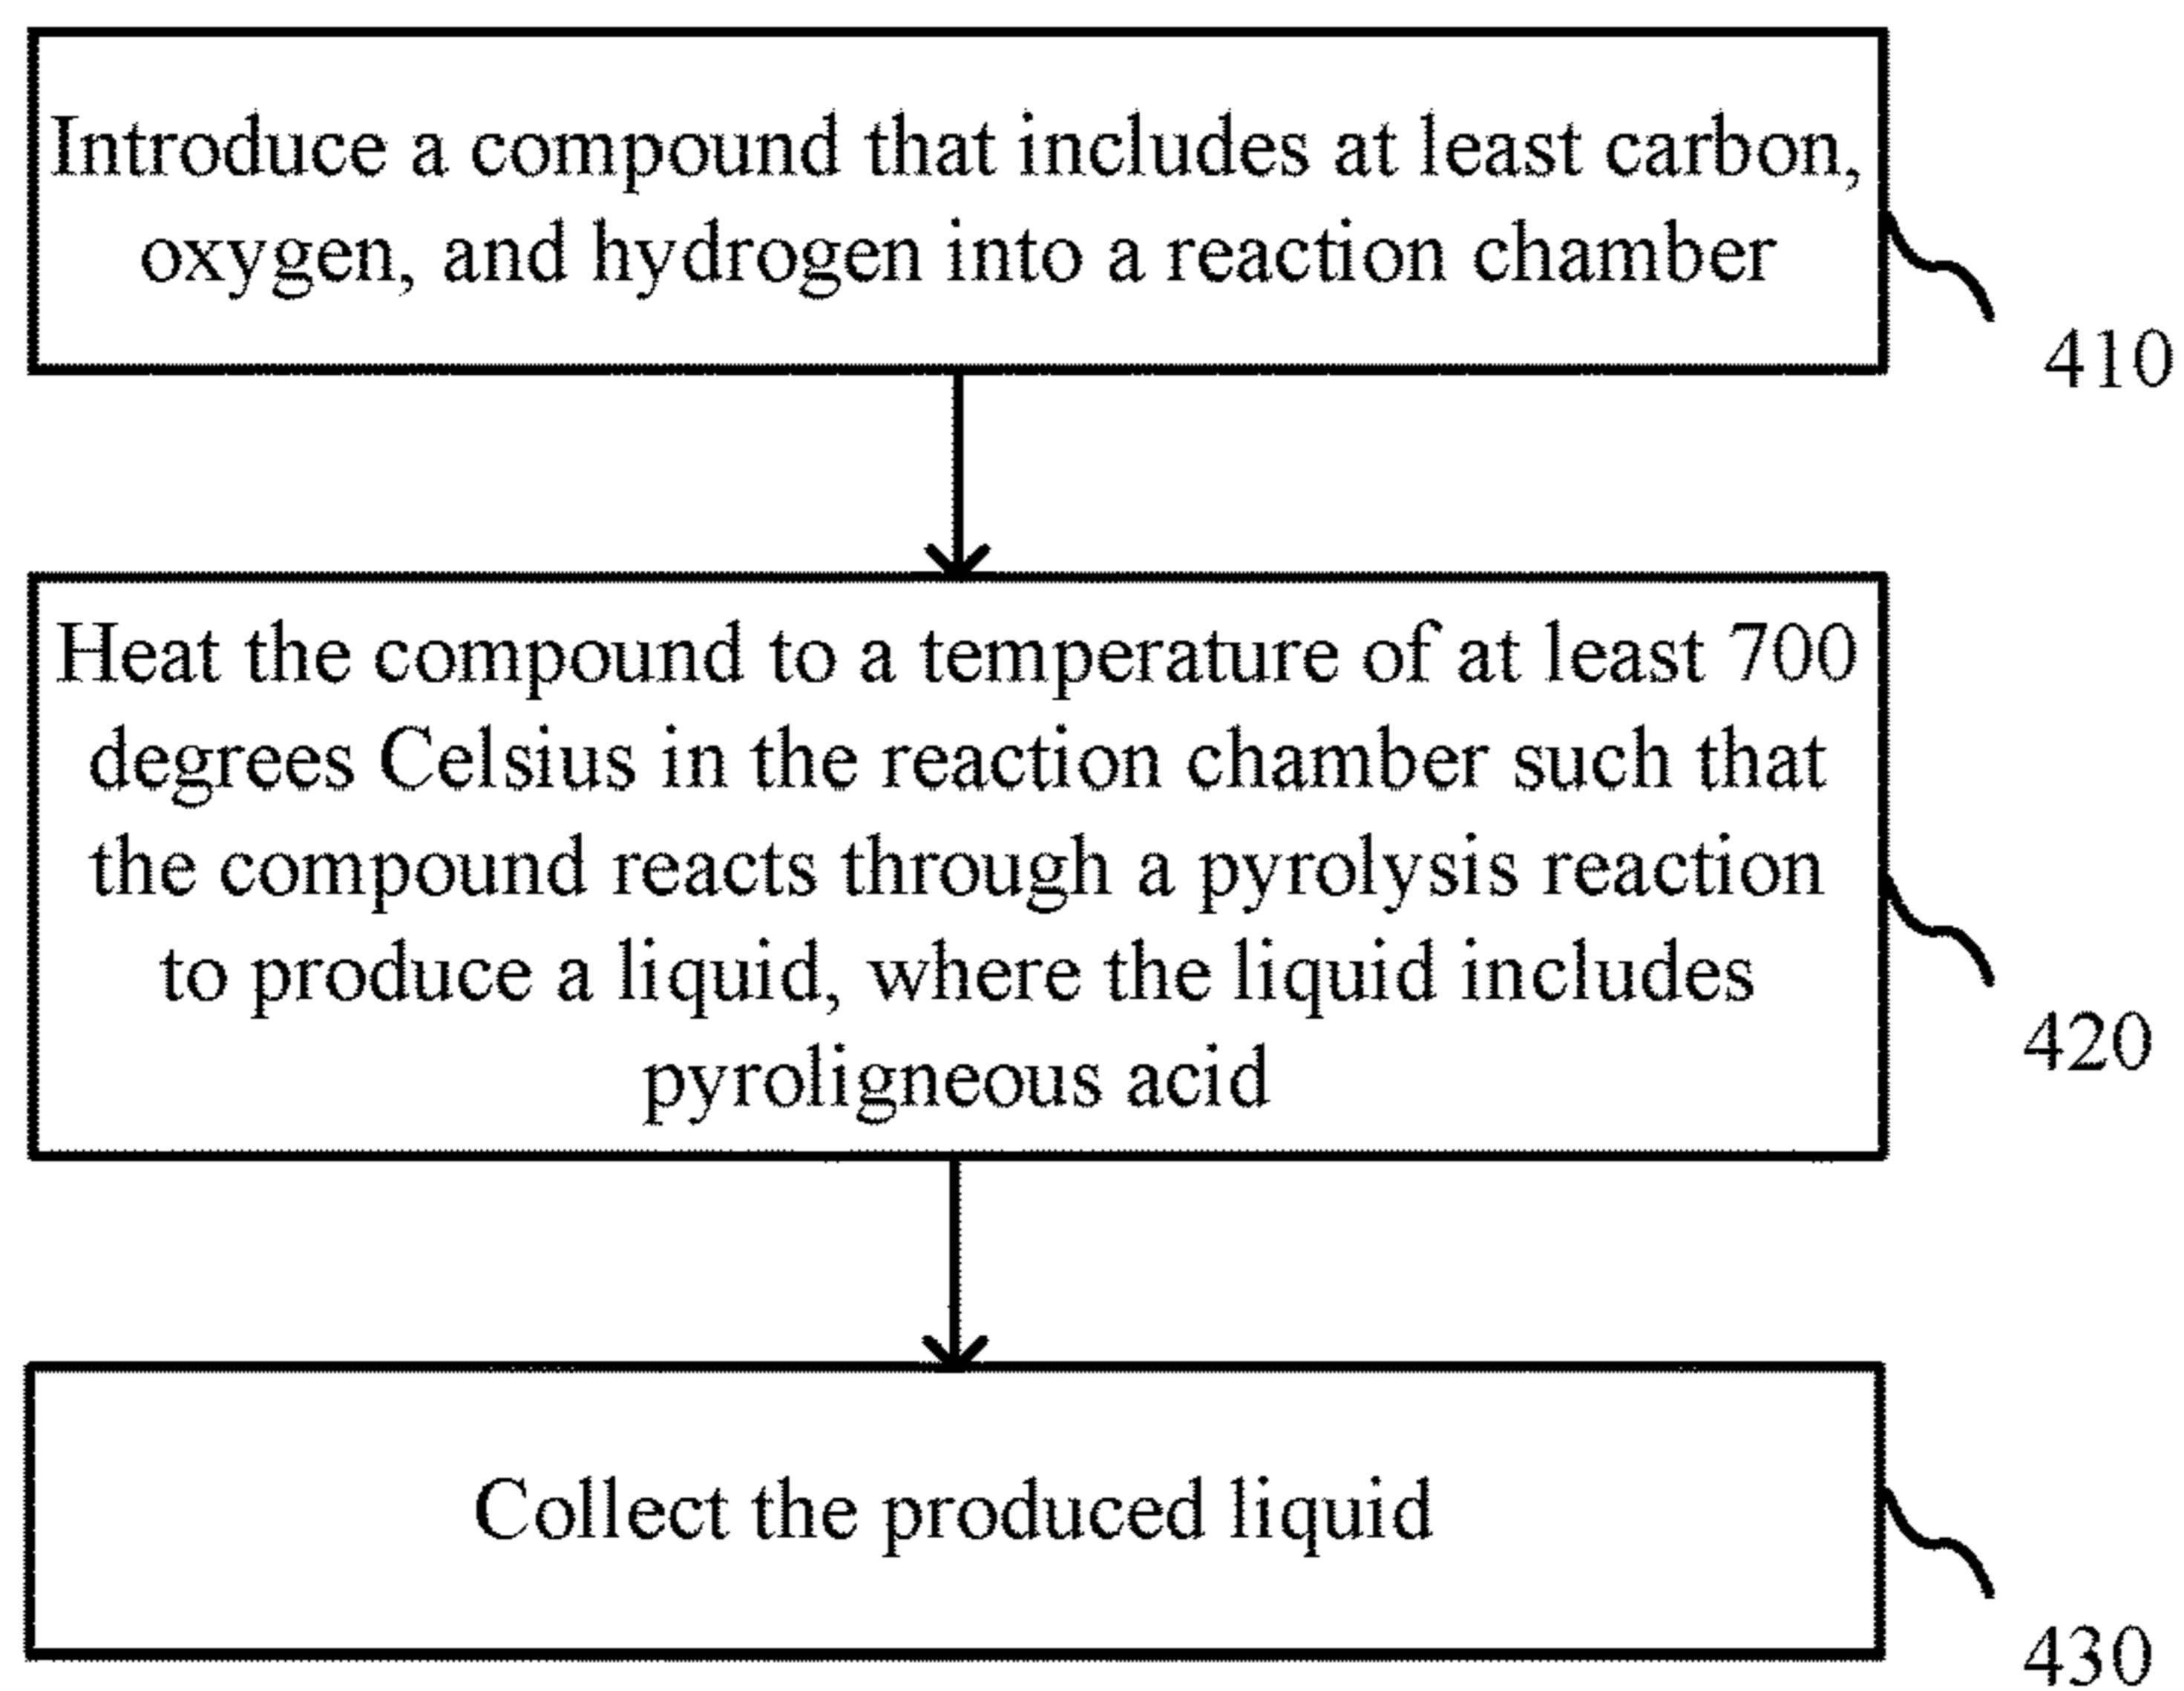 Introduce a compound that includes at least carbon,
oxygen, and hydrogen into a reaction chamber
410
Heat the compound to a temperature of at least 700
degrees Celsius in the reaction chamber such that
the compound reacts through a pyrolysis reaction
to produce a liquid, where the liquid includes
pyroligneous acid
420
Collect the produced liquid
430